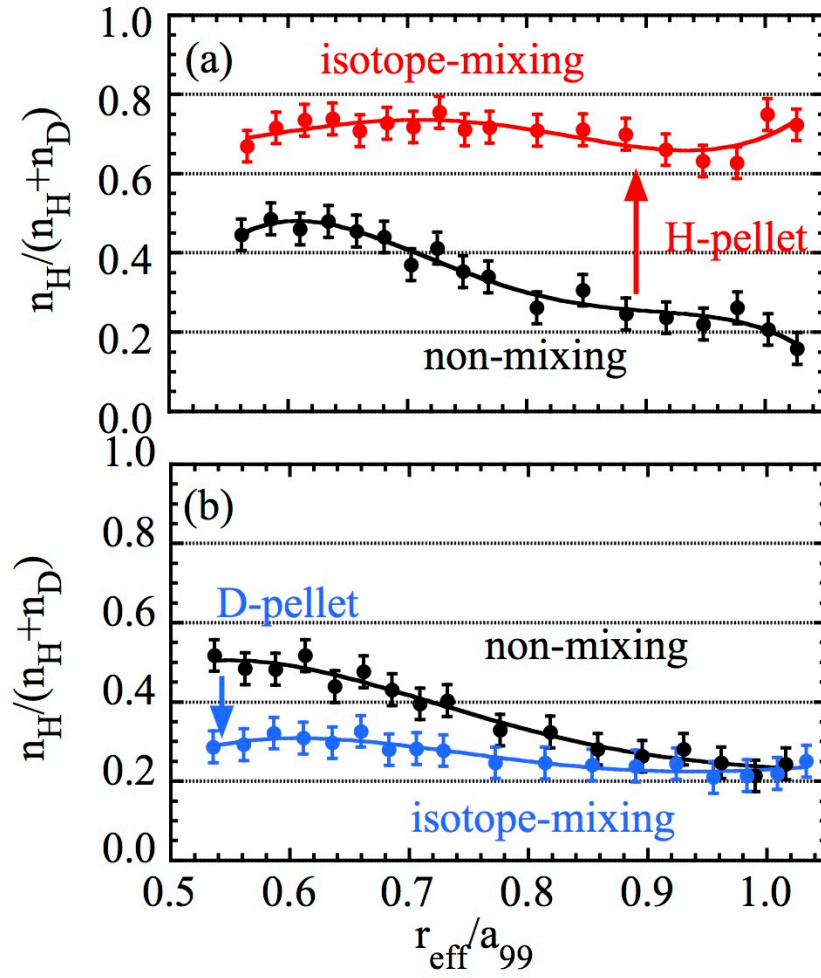 1.0
(a)
isotope-mixing
0.8
0.6
H-pellet
0.4
0.2
non-mixing
0.0
n_H/(n_H+n_D)
1.0
(b)
0.8
D-pellet
0.6
non-mixing
0.4
0.2
isotope-mixing
0.0
n_H/(n_H+n_D)
0.5 0.6 0.7 0.8 0.9 1.0
r_eff/a_99